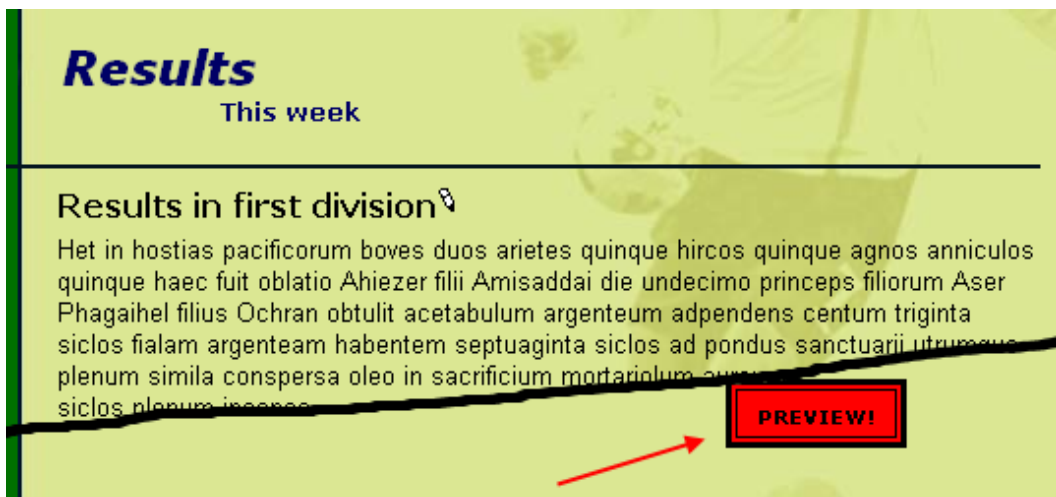 Results
This week
Results in first division
Het in hostias pacificorum boves duos arietes quinque hircos quinque agnos anniculos
quinque haec fuit oblatio Ahiezer filii Amisaddai die undecimo princeps filiorum Aser
Phagaihel filius Ochran obtulit acetabulum argenteum adpendens centum triginta
siclos fialam argenteam habentem septuaginta siclos ad pondus sanctuarii utrumque
plenum simila conspersa oleo in sacrificium mortariolum
siclos plenum
PREVIEW!